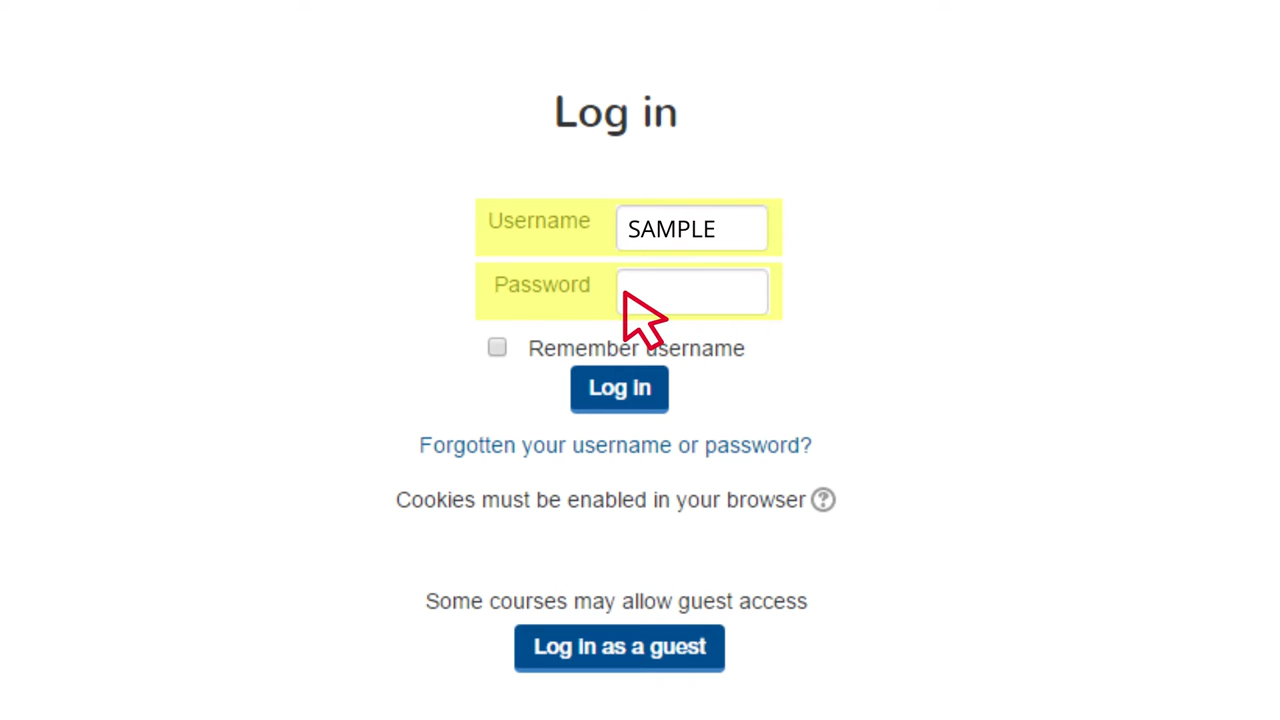 Log in
Username SAMPLE
Password
Remember username
Log in
Forgotten your username or password?
Cookies must be enabled in your browser ?
Some courses may allow guest access
Log in as a guest